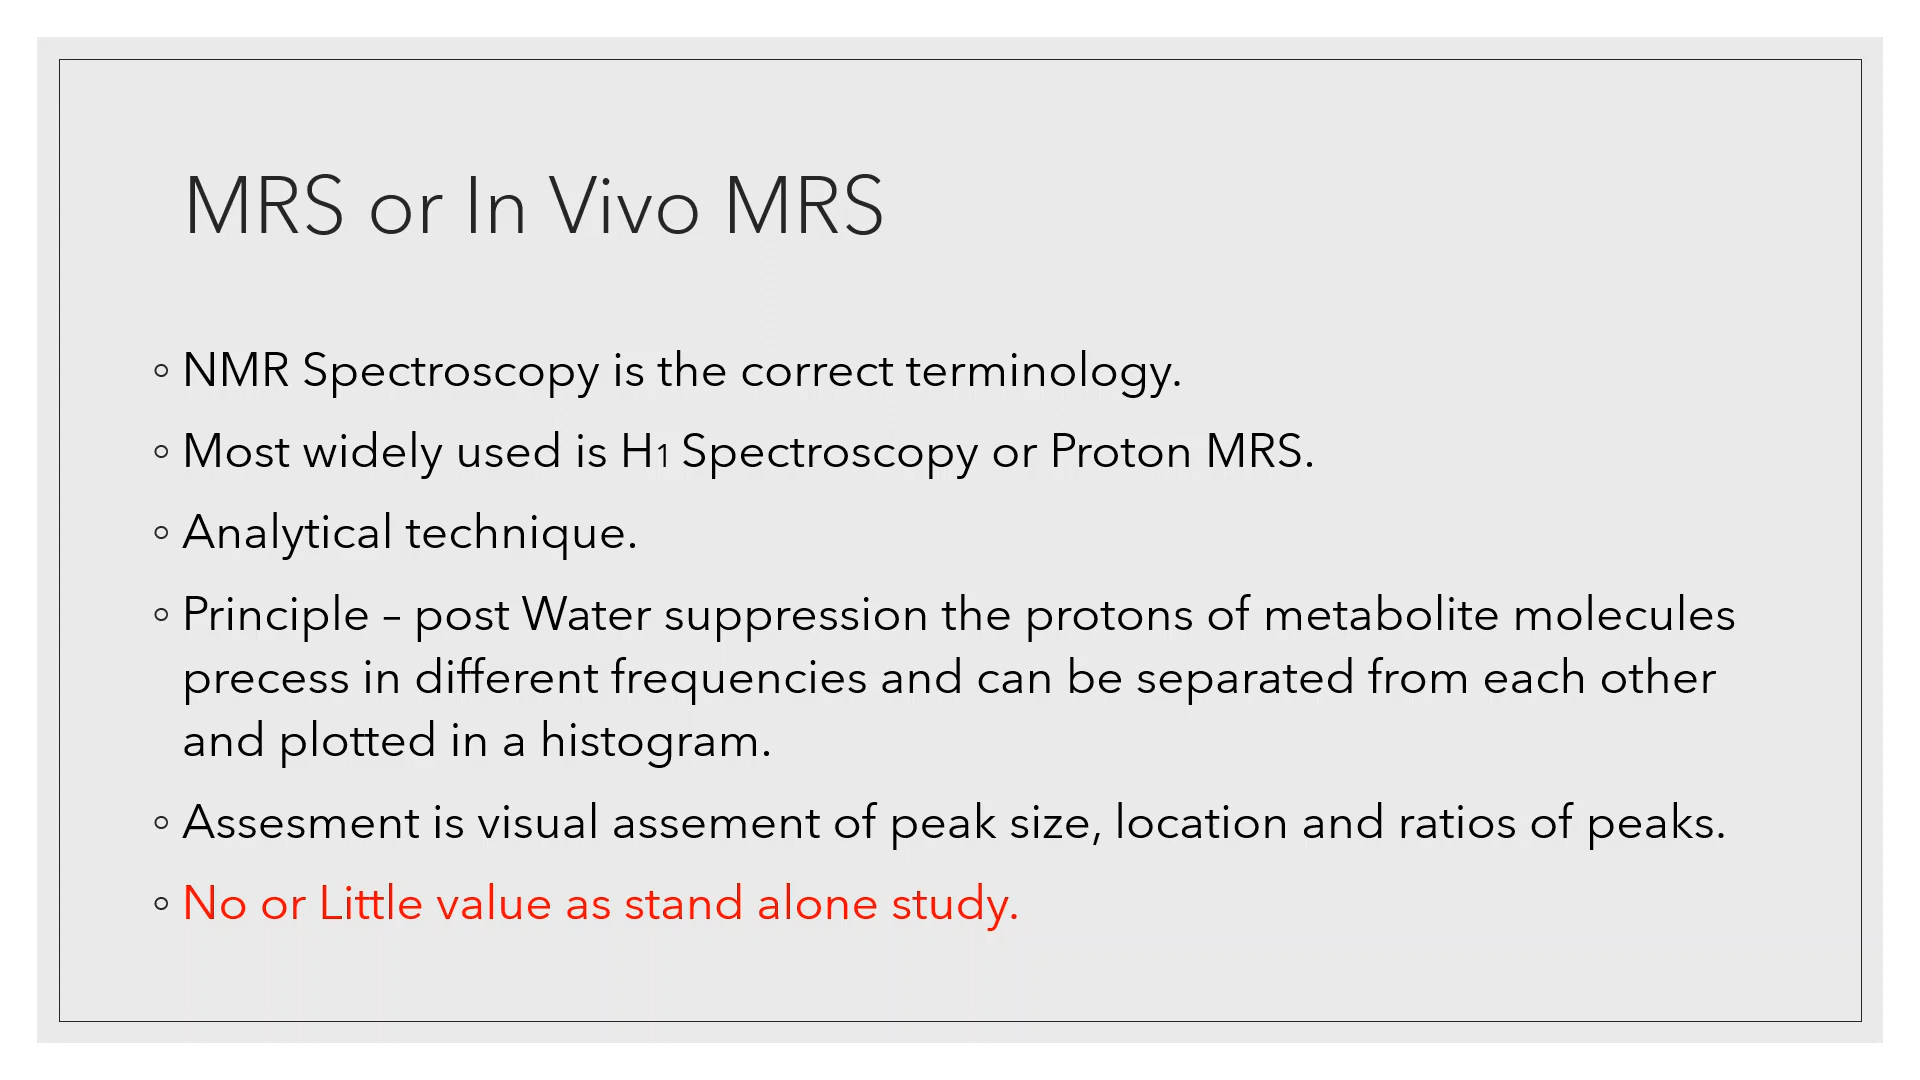 MRS or In Vivo MRS
◦ NMR Spectroscopy is the correct terminology.
◦ Most widely used is H1 Spectroscopy or Proton MRS.
◦ Analytical technique.
◦ Principle – post Water suppression the protons of metabolite molecules
precess in different frequencies and can be separated from each other
and plotted in a histogram.
◦ Assesment is visual assement of peak size, location and ratios of peaks.
◦ No or Little value as stand alone study.